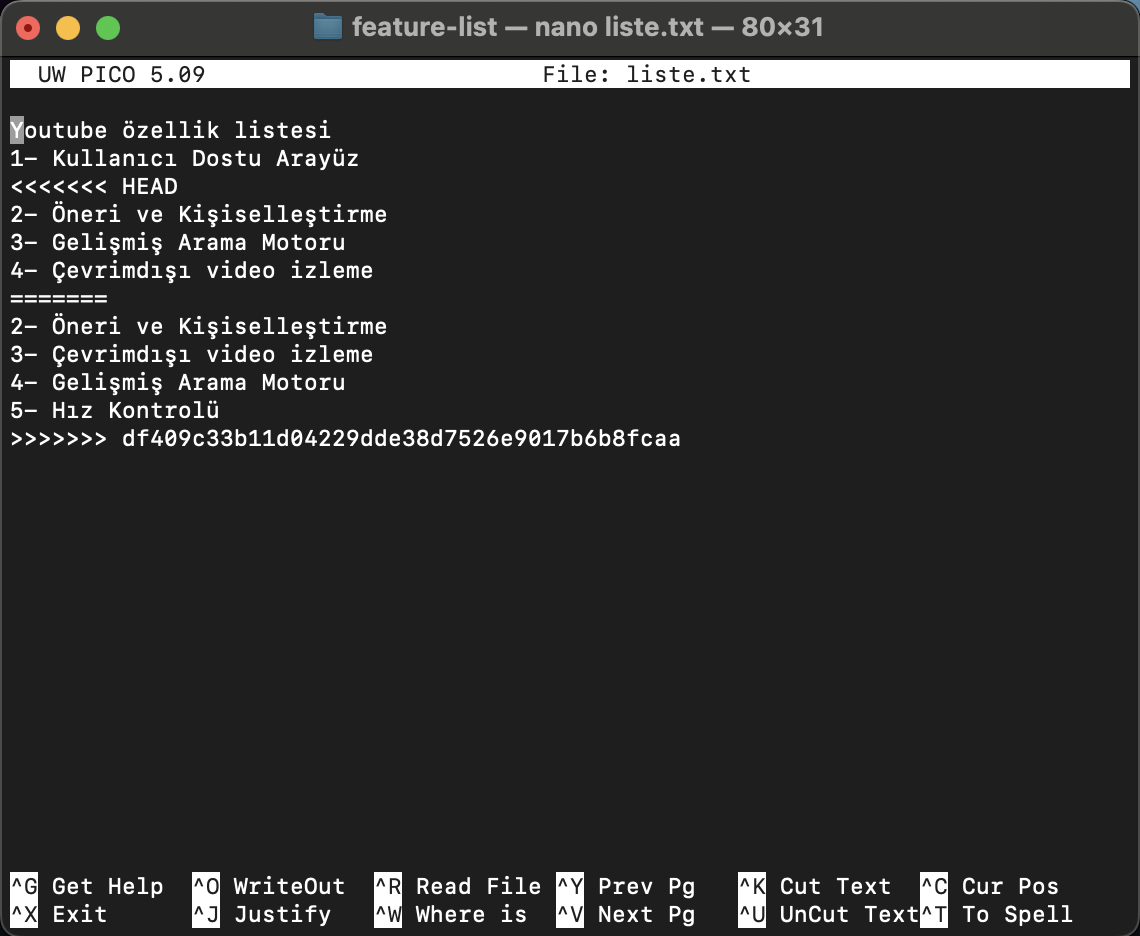 feature-list — nano liste.txt — 80×31
UW PICO 5.09 File: liste.txt
Youtube özellik listesi
1- Kullanıcı Dostu Arayüz
<<<<<<< HEAD
2- Öneri ve Kişiselleştirme
3- Gelişmiş Arama Motoru
4- Çevrimdışı video izleme
=======
2- Öneri ve Kişiselleştirme
3- Çevrimdışı video izleme
4- Gelişmiş Arama Motoru
5- Hız Kontrolü
>>>>>>> df409c33b11d04229dde38d7526e9017b6b8fcaa
^G Get Help ^O WriteOut ^R Read File ^Y Prev Pg ^K Cut Text ^C Cur Pos
^X Exit ^J Justify ^W Where is ^V Next Pg ^U UnCut Text ^T To Spell